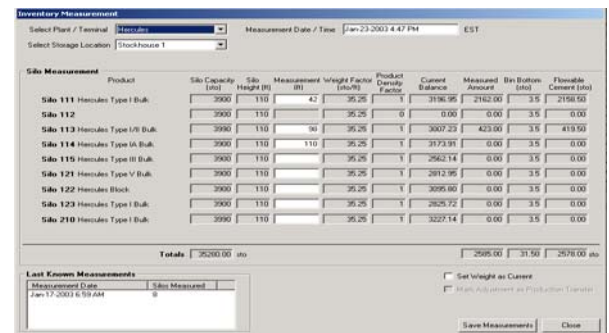 Inventory Measurement
Select Plant / Terminal Hercules Measurement Date / Time Jan-23-2003 4:47 PM EST
Select Storage Location Stockhouse 1
Silo Measurement
Product Silo Capacity (sto) Silo Height (ft) Measurement (ft) Weight Factor (sto/ft) Product Density Factor Current Balance Measured Amount Bin Bottom (sto) Flowable Cement (sto)
Silo 111 Hercules Type I Bulk 3900 110 42 35.25 1 3196.95 2162.00 3.5 2158.50
Silo 112 3900 110 35.25 0 0.00 0.00 3.5 0.00
Silo 113 Hercules Type I/II Bulk 3990 110 98 35.25 1 3007.23 423.00 3.5 419.50
Silo 114 Hercules Type IA Bulk 3900 110 110 35.25 1 3173.91 0.00 3.5 0.00
Silo 115 Hercules Type III Bulk 3900 110 35.25 1 2562.14 0.00 3.5 0.00
Silo 121 Hercules Type V Bulk 3900 110 35.25 1 2812.95 0.00 3.5 0.00
Silo 122 Hercules Block 3900 110 35.25 1 3095.60 0.00 3.5 0.00
Silo 123 Hercules Type I Bulk 3900 110 35.25 1 2825.72 0.00 3.5 0.00
Silo 210 Hercules Type I Bulk 3990 110 35.25 1 3227.14 0.00 3.5 0.00
Totals 35200.00 sto 2585.00 31.50 2578.00 sto
Last Known Measurements
Measurement Date Silos Measured
Jan-17-2003 6:59 AM 8
Set Weight as Current
Mark Adjustment as Production Transfer
Save Measurements Close